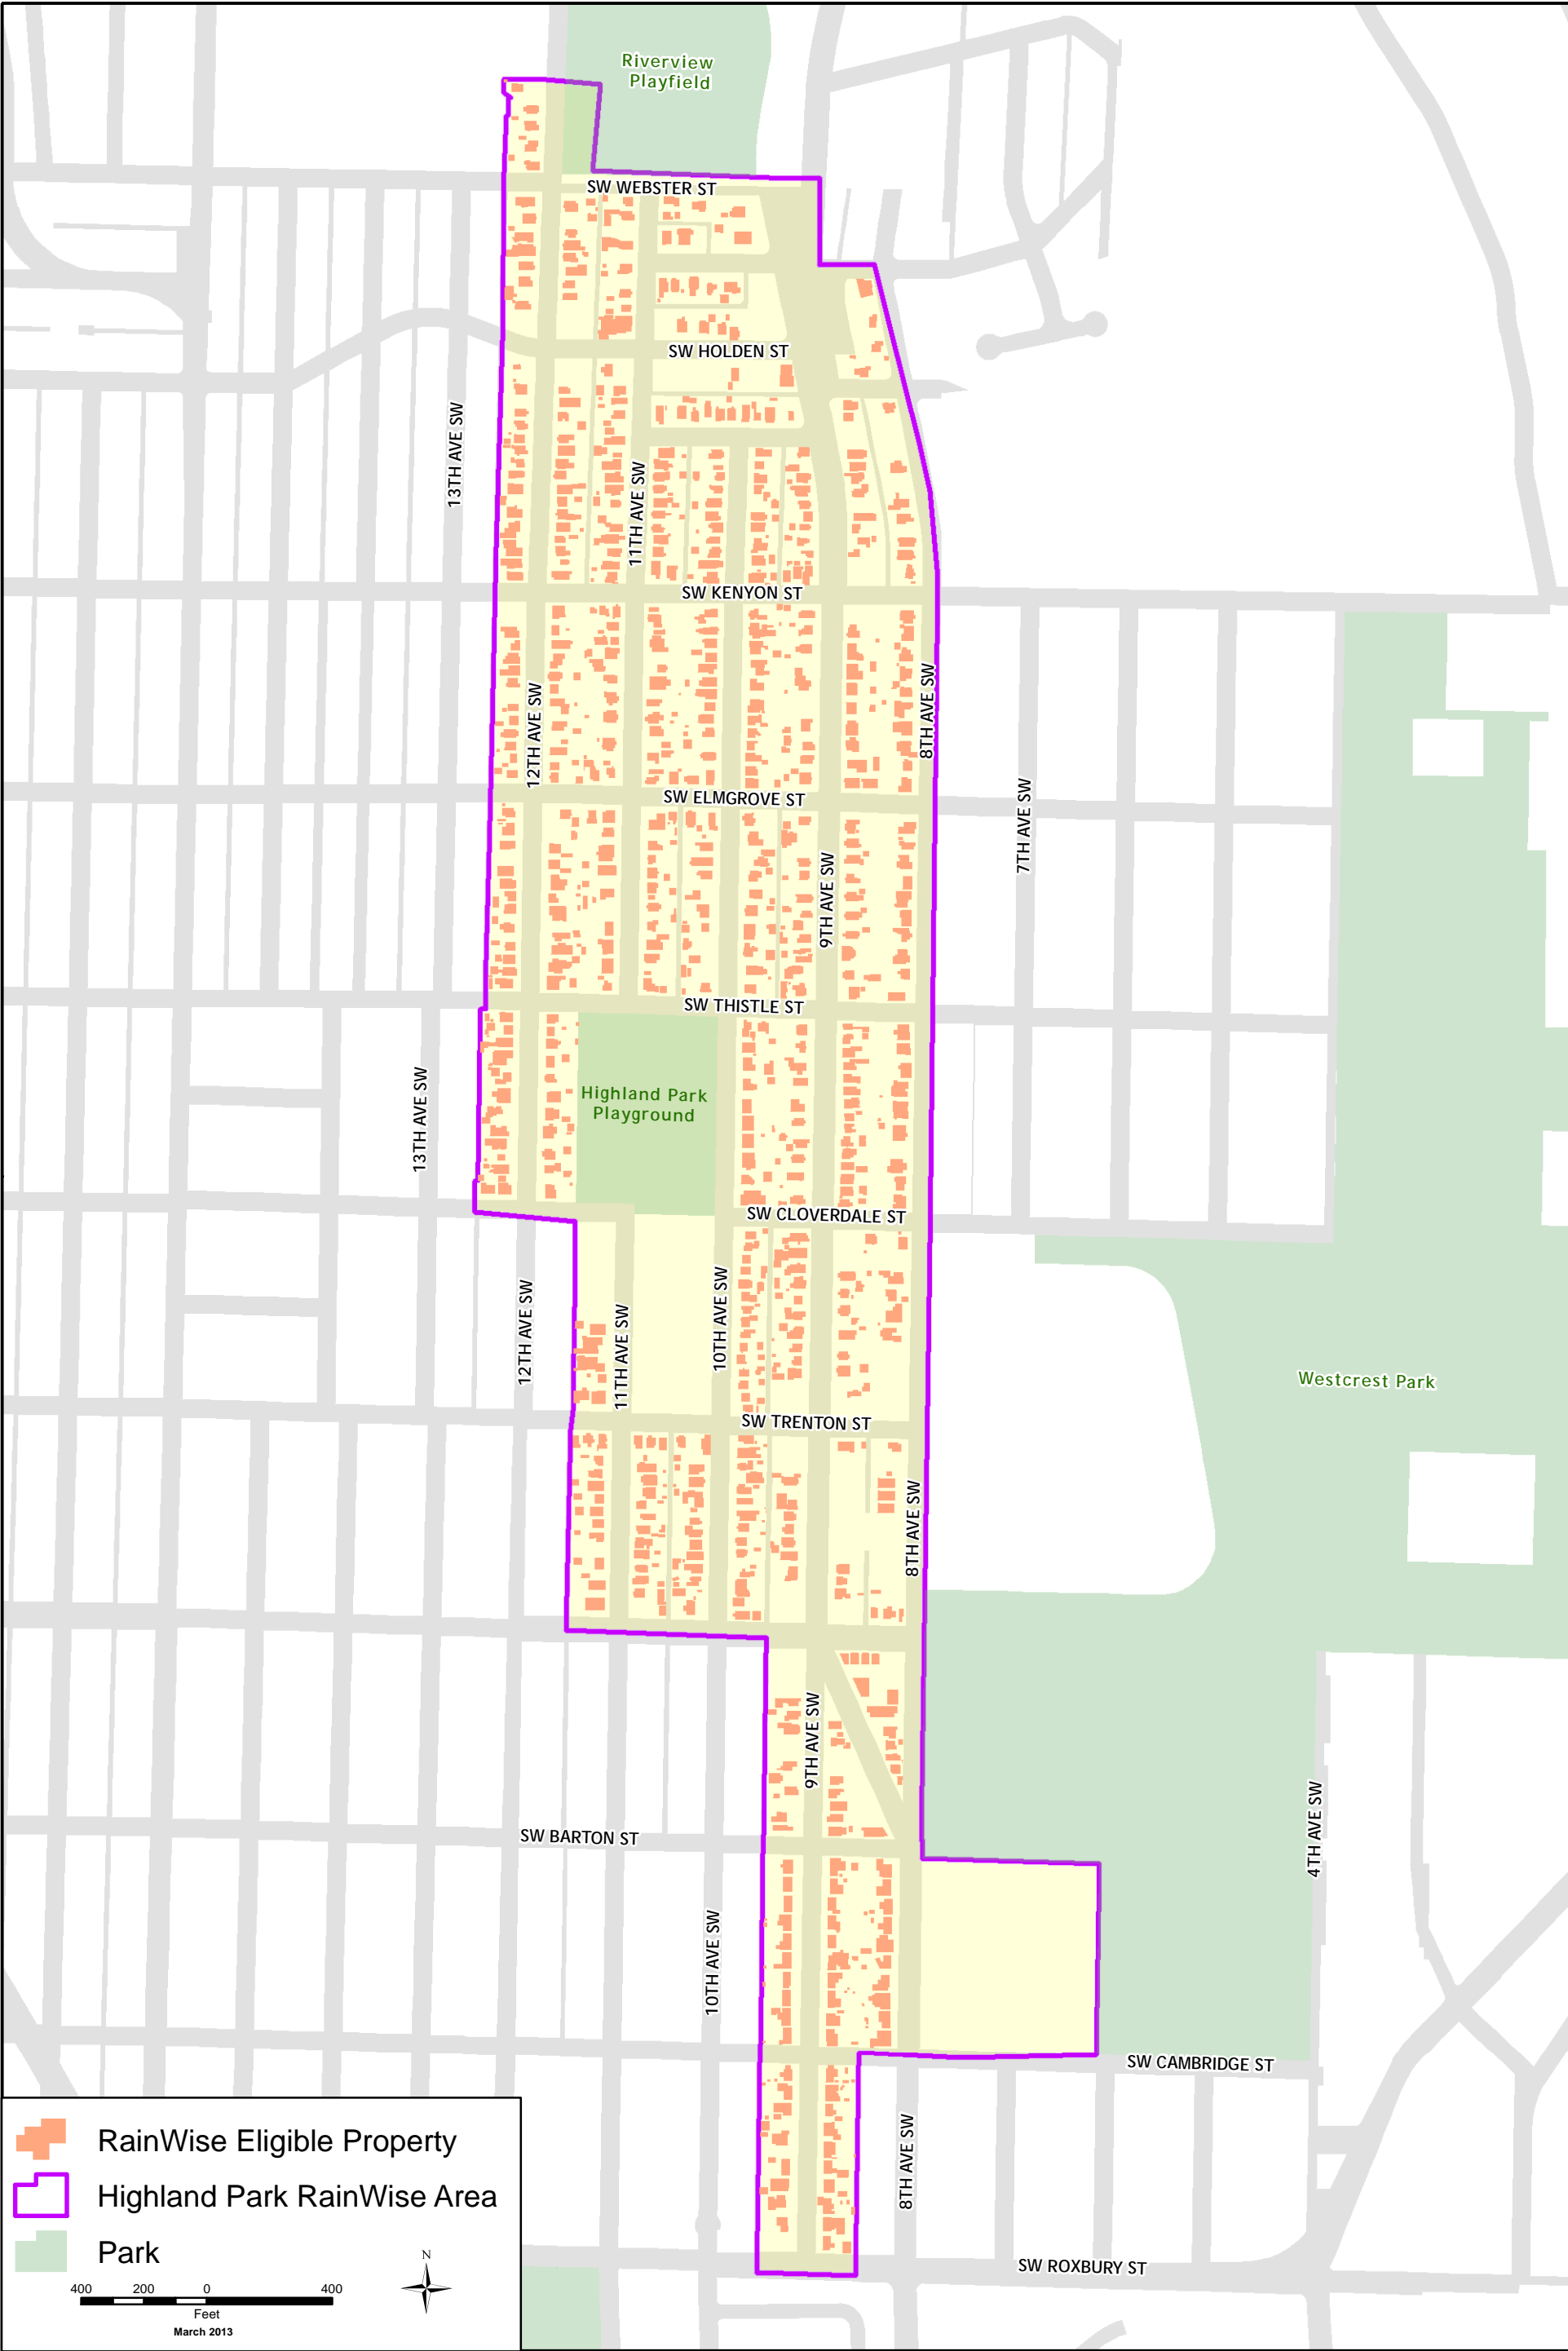 Riverview
Playfield
SW WEBSTER ST
SW HOLDEN ST
13TH AVE SW
11TH AVE SW
SW KENYON ST
8TH AVE SW
12TH AVE SW
SW ELMGROVE ST
7TH AVE SW
9TH AVE SW
SW THISTLE ST
Highland Park
Playground
13TH AVE SW
SW CLOVERDALE ST
10TH AVE SW
12TH AVE SW
11TH AVE SW
Westcrest Park
SW TRENTON ST
8TH AVE SW
9TH AVE SW
4TH AVE SW
SW BARTON ST
10TH AVE SW
SW CAMBRIDGE ST
8TH AVE SW
SW ROXBURY ST
RainWise Eligible Property
Highland Park RainWise Area
Park
N
400 200 0 400
Feet
March 2013